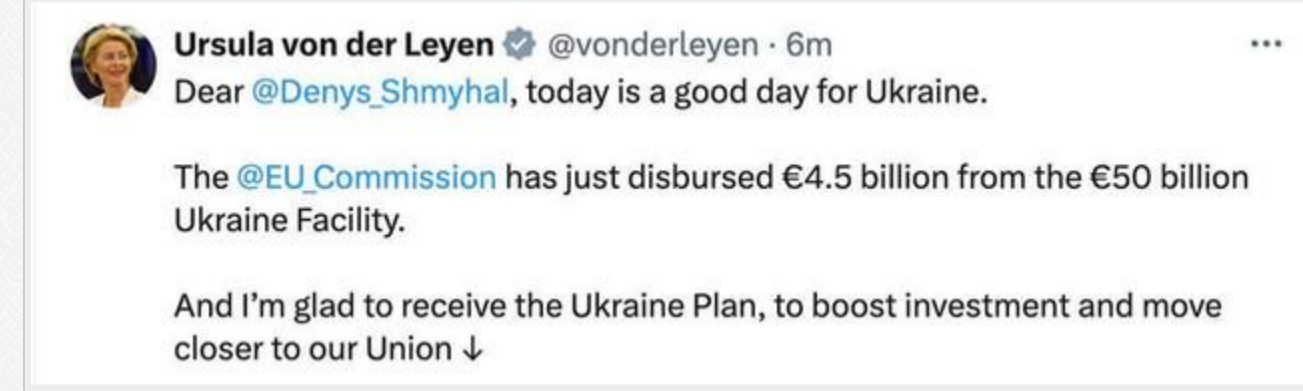 Ursula von der Leyen @vonderleyen · 6m
Dear @Denys_Shmyhal, today is a good day for Ukraine.
The @EU_Commission has just disbursed €4.5 billion from the €50 billion
Ukraine Facility.
And I’m glad to receive the Ukraine Plan, to boost investment and move
closer to our Union ↓